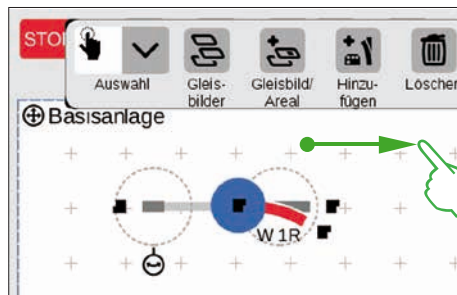 STO
Auswahl
Gleis-
bilder
Gleisbild/
Areal
Hinzu-
fügen
Löschen
Basisanlage
W 1R